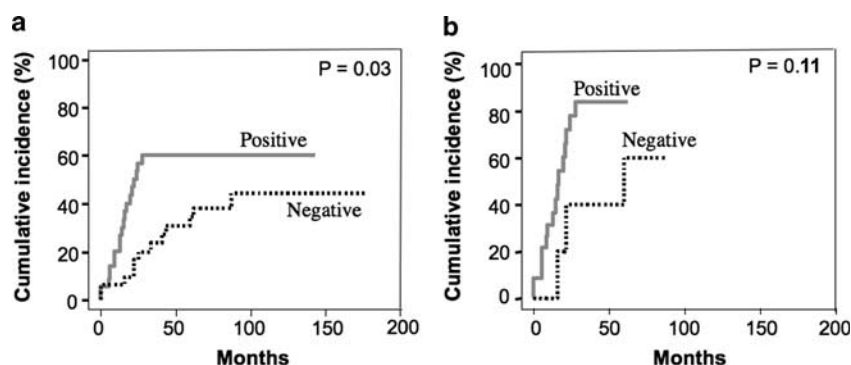 a
Cumulative incidence (%)
100
80
60
40
20
0
P = 0.03
Positive
Negative
0 50 100 150 200
Months
b
Cumulative incidence (%)
100
80
60
40
20
0
P = 0.11
Positive
Negative
0 50 100 150 200
Months